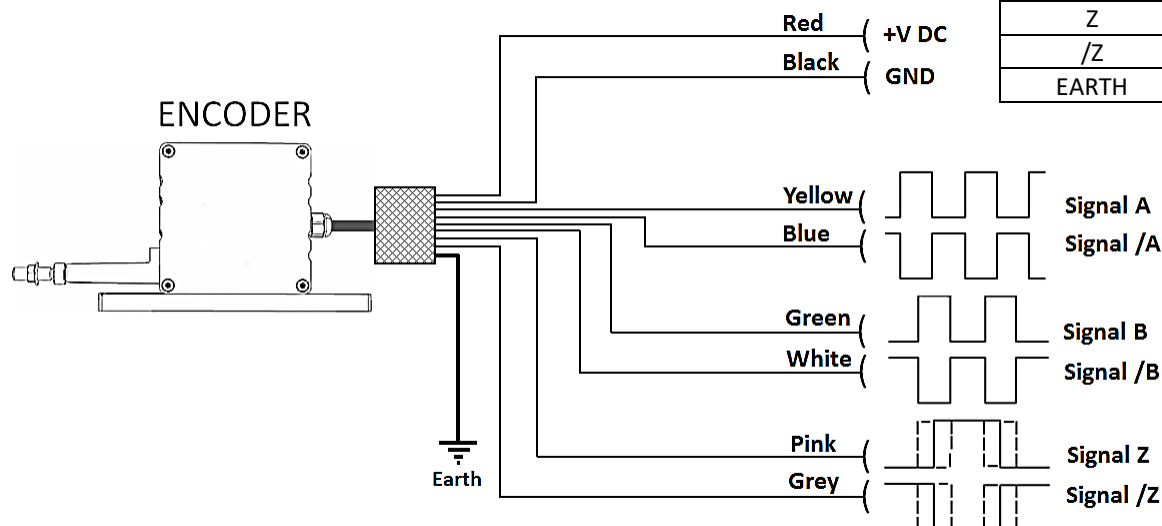 Red +V DC
Black GND
Z
/Z
EARTH
ENCODER
Yellow Signal A
Blue Signal /A
Green Signal B
White Signal /B
Pink Signal Z
Grey Signal /Z
Earth